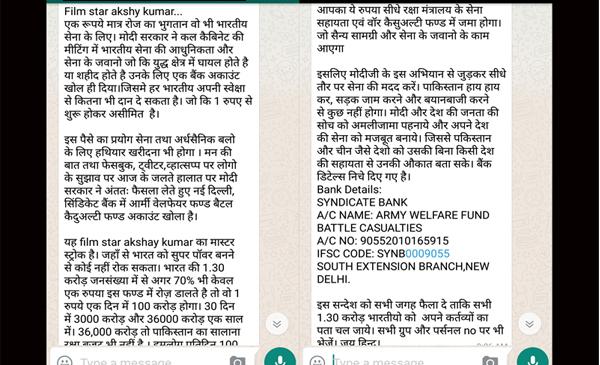 Film star akshy kumar...
एक रूपये मात्र रोज का भुगतान वो भी भारतीय
सेना के लिए। मोदी सरकार ने कल कैबिनेट की
मीटिंग में भारतीय सेना की आधुनिकता और
सेना के जवानो जो कि युद्ध क्षेत्र में घायल होते है
या शहीद होते है उनके लिए एक बैंक अकाउंट
खोल ही दिया।जिसमे हर भारतीय अपनी स्वेक्षा
से कितना भी दान दे सकता है। जो कि 1 रुपए से
शुरू होकर असीमित है।
इस पैसे का प्रयोग सेना तथा अर्धसैनिक बलो
के लिए हथियार खरीदना भी होगा । मन की
बात तथा फेसबुक, ट्वीटर,व्हात्सप्प पर लोगो
के सुझाव पर आज के जलते हालात पर मोदी
सरकार ने अंततः फैसला लेते हुए नई दिल्ली,
सिंडिकेट बैंक में आर्मी वेलफेयर फण्ड बैटल
कैदुअल्टी फण्ड अकाउंट खोला है।
यह film star akshay kumar का मास्टर
स्ट्रोक है। जहाँ से भारत को सुपर पॉवर बनने
से कोई नहीं रोक सकता। भारत की 1.30
करोड़ जनसंख्या में से अगर 70% भी केवल
एक रुपया इस फण्ड में रोज़ डालते है तो वो 1
रुपये एक दिन में 100 करोड़ होगा। 30 दिन
में 3000 करोड़ और 36000 करोड़ एक साल
में। 36,000 करोड़ तो पाकिस्तान का सालाना
रक्षा बजट भी नहीं है । हमलोग प्रतिदिन 100
Type a message
आपका ये रुपया सीधे रक्षा मंत्रालय के सेना
सहायता एवं वॉर कैसुअल्टि फण्ड में जमा होगा।
जो सैन्य सामग्री और सेना के जवानो के काम
आएगा
इसलिए मोदीजी के इस अभियान से जुड़कर सीधे
तौर पर सेना की मदद करें। पाकिस्तान हाय हाय
कर, सड़क जाम करने और बयानबाजी करने
से कुछ नहीं होगा। मोदी और देश की जनता की
सोच को अमलीजामा पहनाये और अपने देश
की सेना को मजबूत बनाये। जिससे पकिस्तान
और चीन जैसे देशो को उसकी बिना किसी देश
की सहायता से उनकी औकात बता सके। बैंक
डिटेल्स निचे दिए गए है।
Bank Details:
SYNDICATE BANK
A/C NAME: ARMY WELFARE FUND
BATTLE CASUALTIES
A/C NO: 90552010165915
IFSC CODE: SYNB0009055
SOUTH EXTENSION BRANCH,NEW
DELHI.
इस सन्देश को सभी जगह फैला दे ताकि सभी
1.30 करोड़ भारतीयो को अपने कर्तव्यों का
पता चल जाये। सभी ग्रुप और पर्सनल no पर भी
भेजें। जय हिन्द।
Type a message